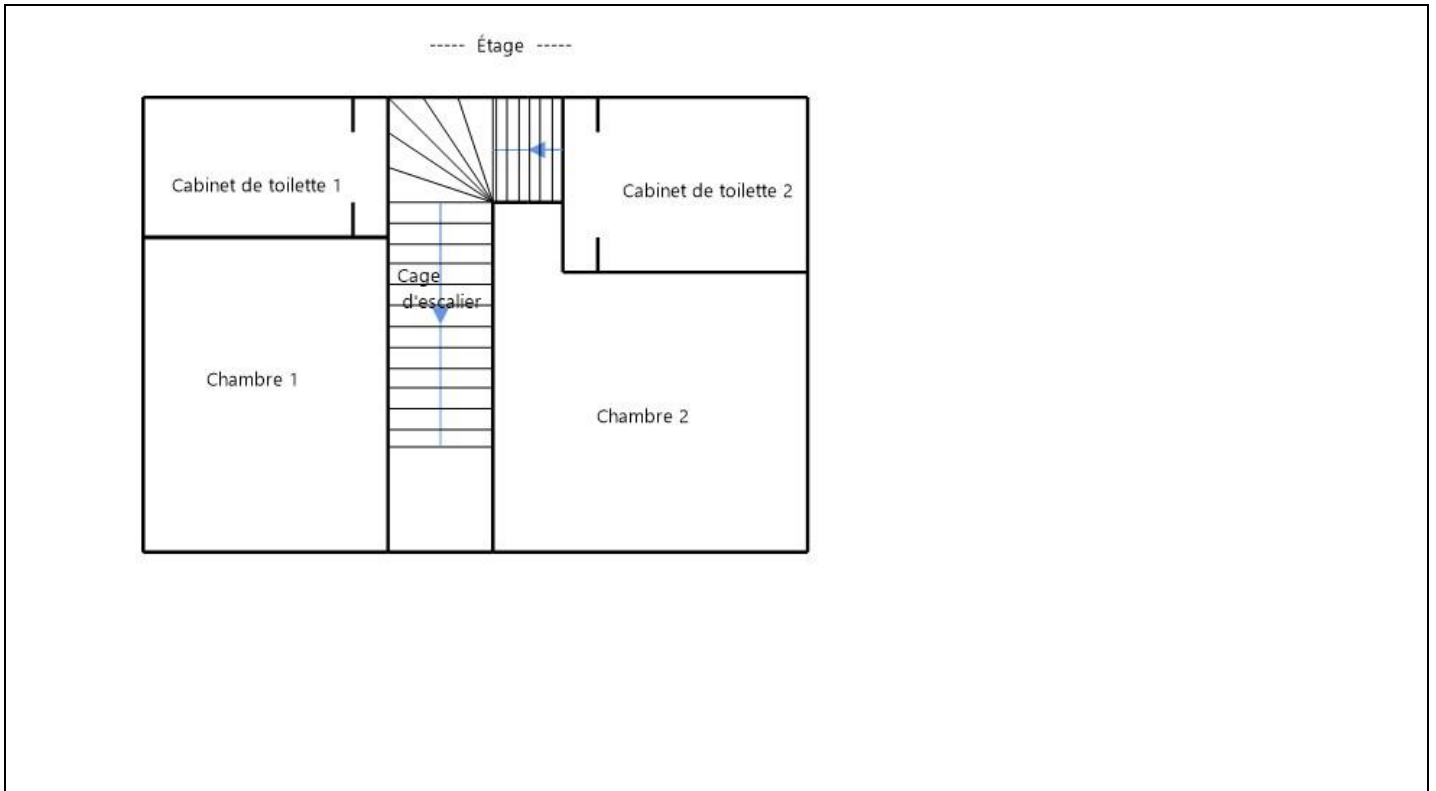 ----- Étage -----
Cabinet de toilette 1
Cabinet de toilette 2
Cage
d'escalier
Chambre 1
Chambre 2